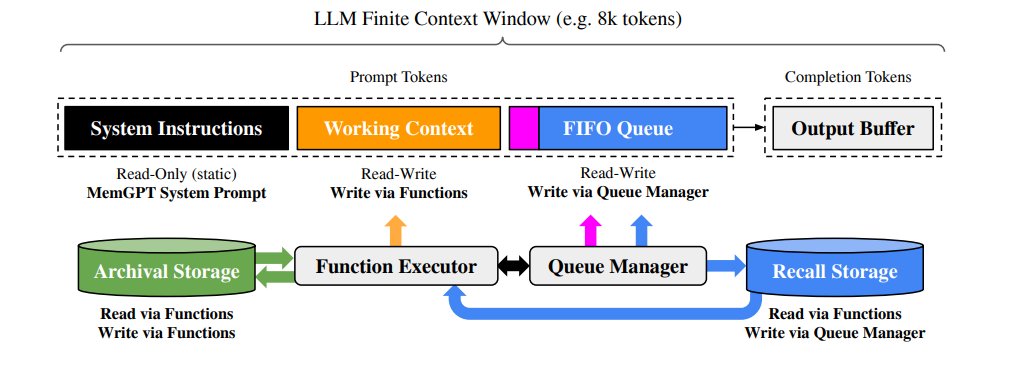 LLM Finite Context Window (e.g. 8k tokens)
Prompt Tokens
Completion Tokens
System Instructions
Working Context
FIFO Queue
Output Buffer
Read-Only (static)
MemGPT System Prompt
Read-Write
Write via Functions
Read-Write
Write via Queue Manager
Archival Storage
Function Executor
Queue Manager
Recall Storage
Read via Functions
Write via Functions
Read via Functions
Write via Queue Manager